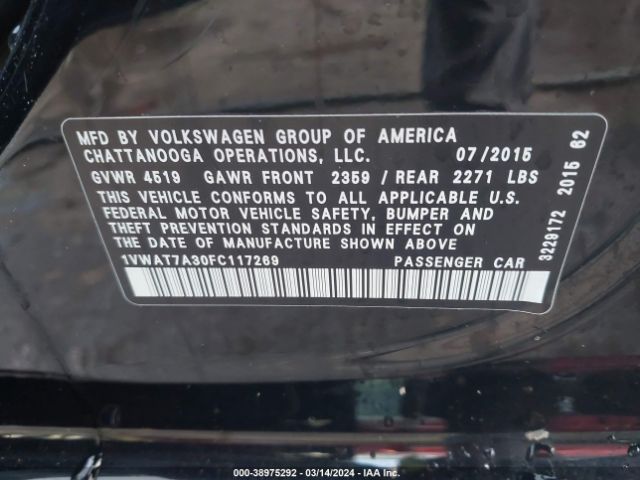 MFD BY VOLKSWAGEN GROUP OF AMERICA
CHATTANOOGA OPERATIONS, LLC. 07/2015
GVWR 4519 GAWR FRONT 2359 / REAR 2271 LBS
THIS VEHICLE CONFORMS TO ALL APPLICABLE U.S.
FEDERAL MOTOR VEHICLE SAFETY, BUMPER AND
THEFT PREVENTION STANDARDS IN EFFECT ON
THE DATE OF MANUFACTURE SHOWN ABOVE
1VWAT7A30FC117269 PASSENGER CAR
3229172 2015 62
000-38975292 - 03/14/2024 - IAA Inc.